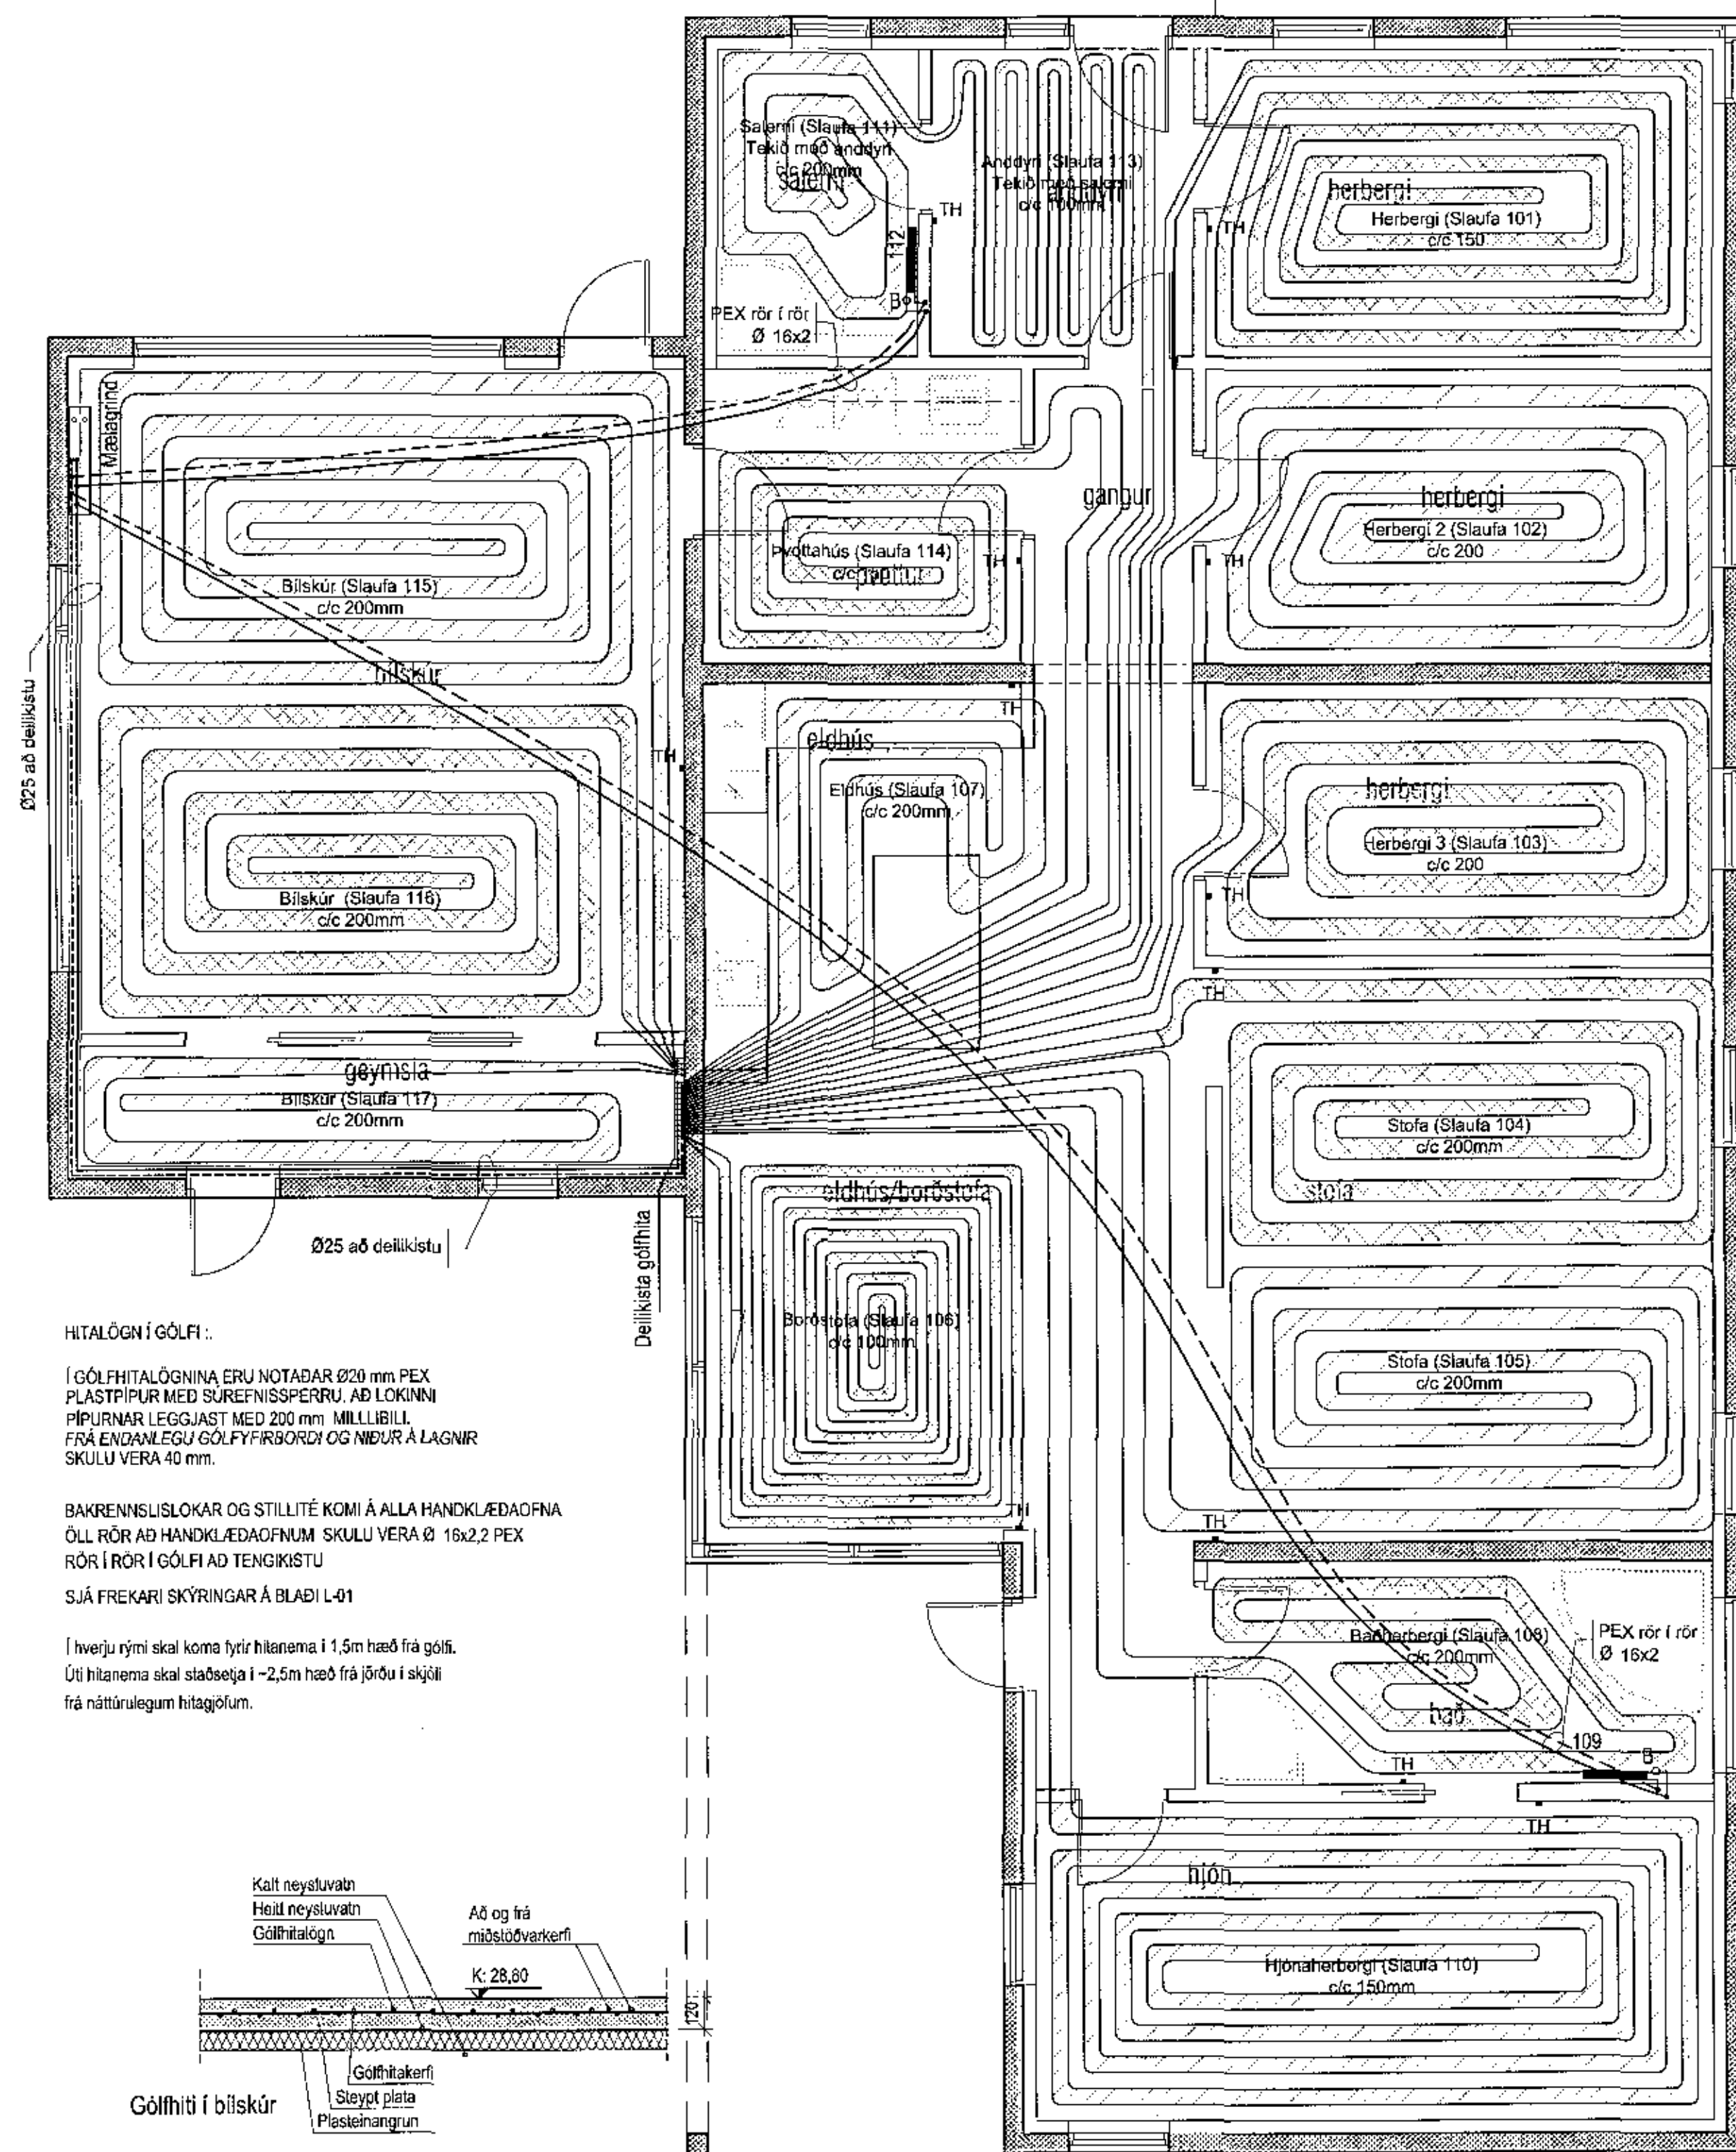 Salerni (Slaufa 111)
Tekið með anddyri
c/c 200mm
salerni
Anddyri (Slaufa 113)
Tekið með salerni
c/c 100mm
anddyri
TH
112
B
PEX rör í rör
Ø 16x2
herbergi
Herbergi (Slaufa 101)
c/c 150
TH
Mælagrind
Bílskúr (Slaufa 115)
c/c 200mm
bílskúr
Ø25 að deilikistu
gangur
herbergi
Herbergi 2 (Slaufa 102)
c/c 200
TH
Þvottahús (Slaufa 114)
c/c
TH
TH
eldhús
Eldhús (Slaufa 107)
c/c 200mm
TH
herbergi
Herbergi 3 (Slaufa 103)
c/c 200
TH
Bílskúr (Slaufa 116)
c/c 200mm
TH
geymsla
Bílskúr (Slaufa 117)
c/c 200mm
Stofa (Slaufa 104)
c/c 200mm
stofa
eldhús/borðstofa
Ø25 að deilikistu
Deilikista gólfhita
Borðstofa (Slaufa 106)
c/c 100mm
Stofa (Slaufa 105)
c/c 200mm
TH
TH
HITALÖGN Í GÓLFI :.
Í GÓLFHITALÖGNINA ERU NOTAÐAR Ø20 mm PEX
PLASTPÍPUR MED SÚREFNISSPERRU. AÐ LOKINNI
PÍPURNAR LEGGJAST MED 200 mm MILLLIBILI.
FRÁ ENDANLEGU GÓLFYFIRBORDI OG NIÐUR Á LAGNIR
SKULU VERA 40 mm.
BAKRENNSLISLOKAR OG STILLITÉ KOMI Á ALLA HANDKLÆÐAOFNA
ÖLL RÖR AÐ HANDKLÆÐAOFNUM SKULU VERA Ø 16x2,2 PEX
RÖR Í RÖR Í GÓLFI AÐ TENGIKISTU
SJÁ FREKARI SKÝRINGAR Á BLAÐI L-01
Í hverju rými skal koma fyrir hitanema í 1,5m hæð frá gólfi.
Úti hitanema skal staðsetja í ~2,5m hæð frá jörðu í skjóli
frá náttúrulegum hitagjöfum.
Baðherbergi (Slaufa 108)
c/c 200mm
PEX rör í rör
Ø 16x2
bað
109
B
TH
TH
hjón
Hjónaherbergi (Slaufa 110)
c/c 150mm
Kalt neysluvatn
Heitt neysluvatn
Gólfhitalögn
Að og frá
miðstöðvarkerfi
K: 28,60
120
Gólfhitakerfi
Steypt plata
Plasteinangrun
Gólfhiti í bílskúr